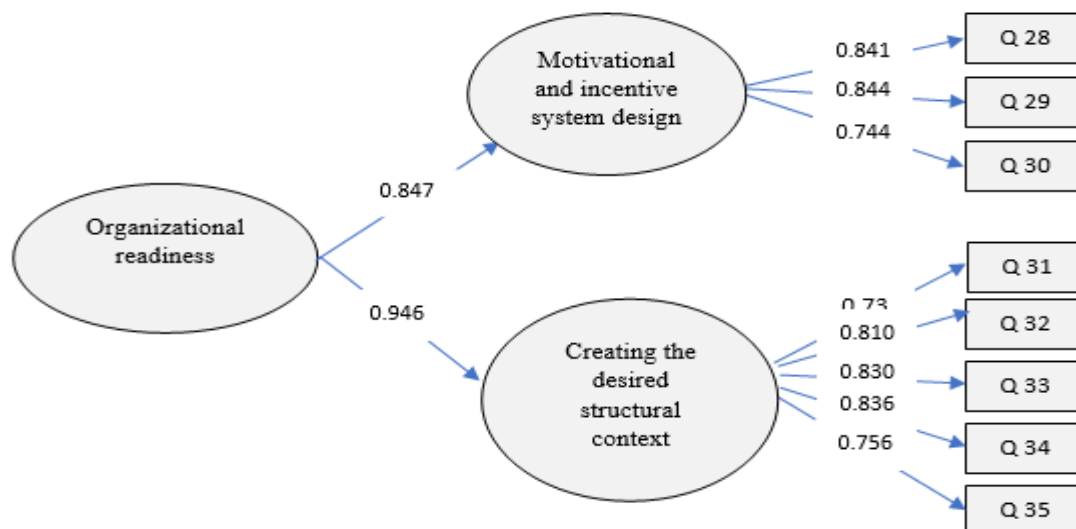 Organizational
readiness
0.847
0.946
Motivational
and incentive
system design
0.841
0.844
0.744
Q 28
Q 29
Q 30
Creating the
desired
structural
context
0.73
0.810
0.830
0.836
0.756
Q 31
Q 32
Q 33
Q 34
Q 35